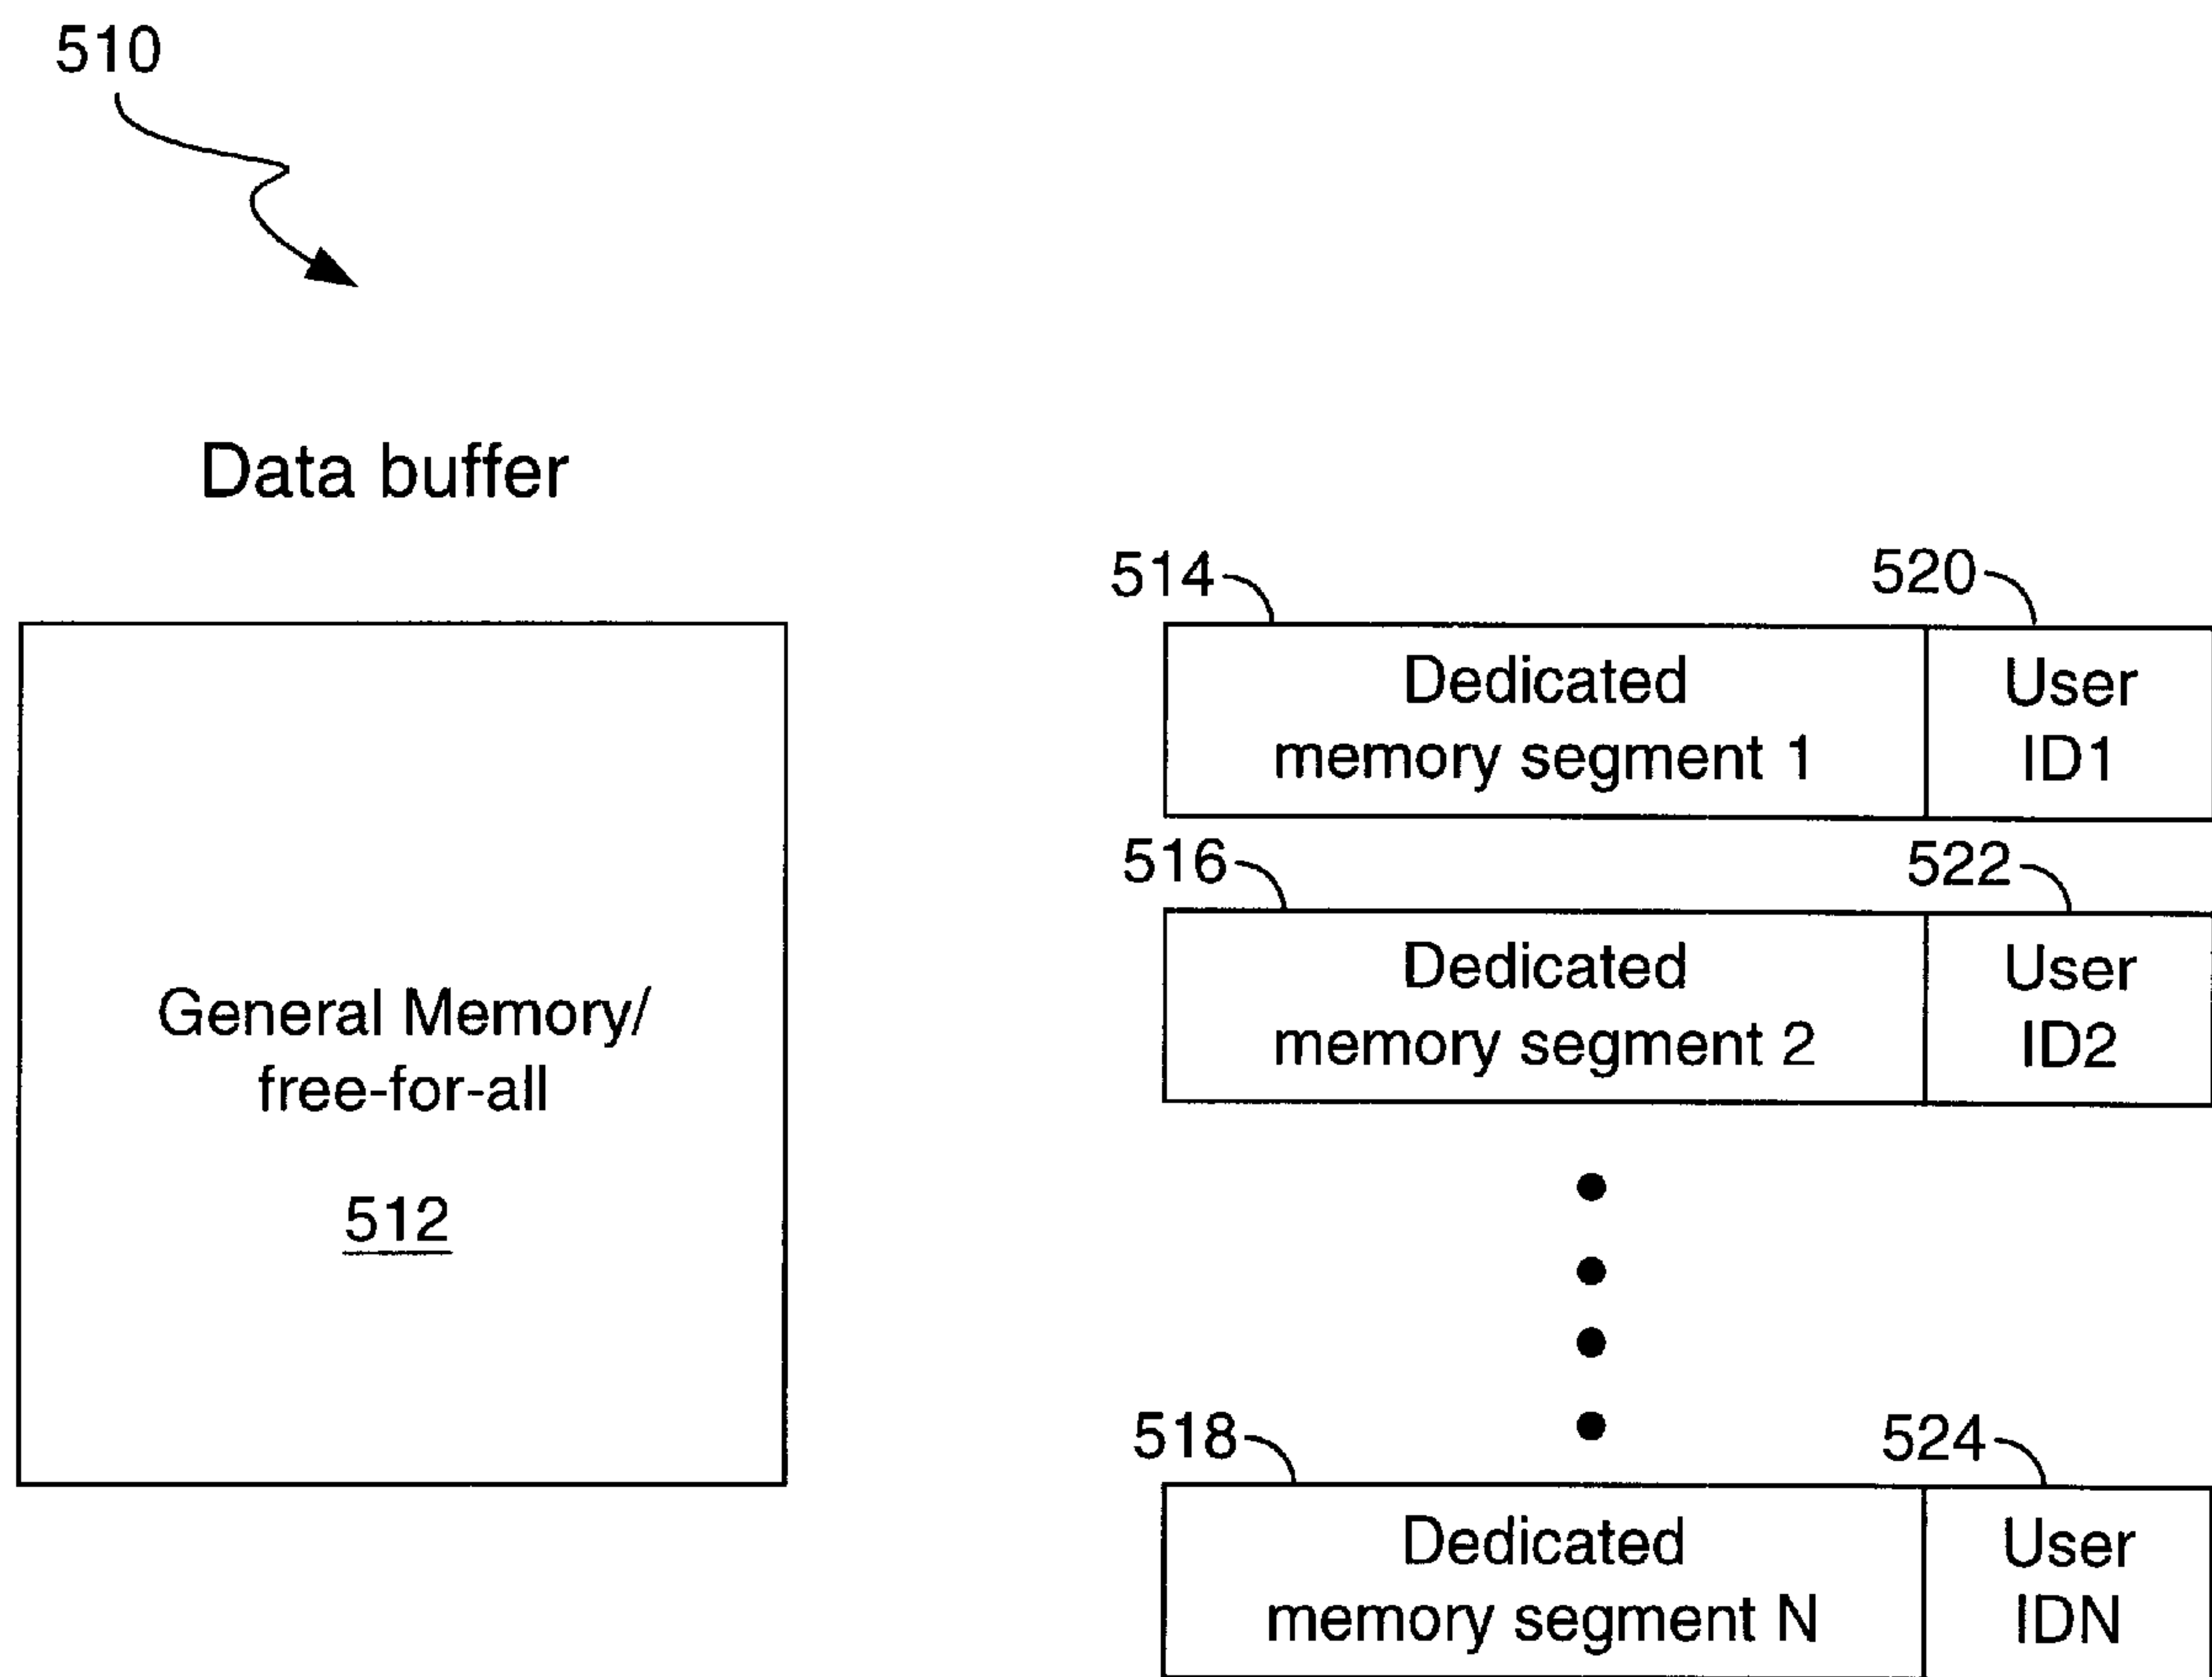 510
Data buffer
General Memory/
free-for-all
512
514
520
Dedicated
memory segment 1
User
ID1
516
522
Dedicated
memory segment 2
User
ID2
518
524
Dedicated
memory segment N
User
IDN